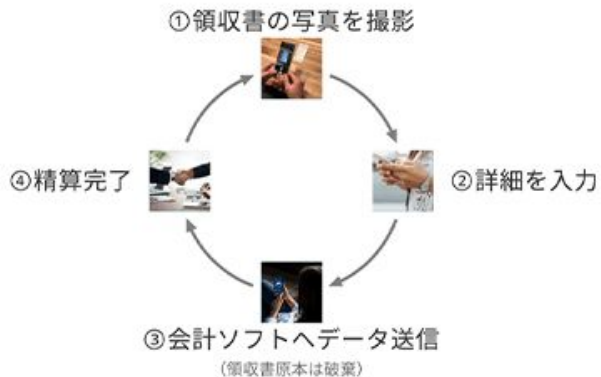 ①領収書の写真を撮影
②詳細を入力
③会計ソフトへデータ送信
(領収書原本は破棄)
④精算完了